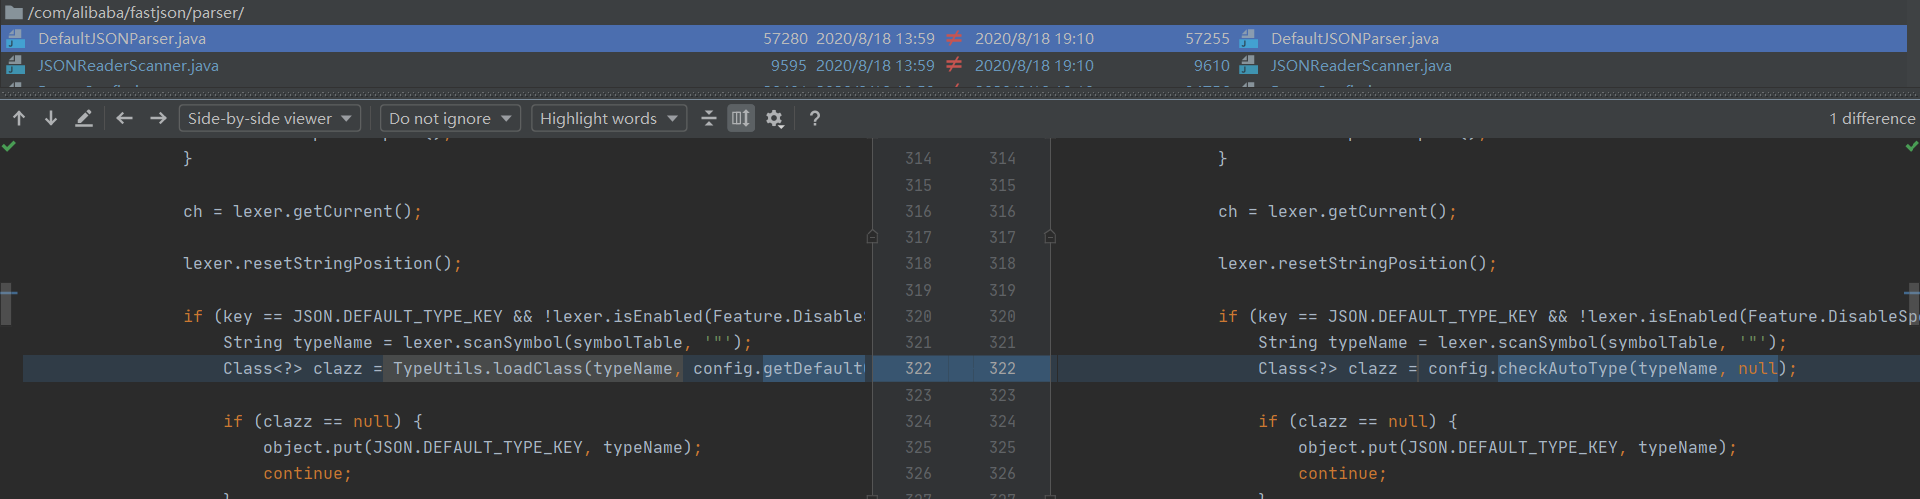 /com/alibaba/fastjson/parser/
DefaultJSONParser.java 57280 2020/8/18 13:59 ≠ 2020/8/18 19:10 57255 DefaultJSONParser.java
JSONReaderScanner.java 9595 2020/8/18 13:59 ≠ 2020/8/18 19:10 9610 JSONReaderScanner.java
Side-by-side viewer Do not ignore Highlight words ? 1 difference
} 314 314 }
315 315
ch = lexer.getCurrent(); 316 316 ch = lexer.getCurrent();
317 317
lexer.resetStringPosition(); 318 318 lexer.resetStringPosition();
319 319
if (key == JSON.DEFAULT_TYPE_KEY && !lexer.isEnabled(Feature.Disable 320 320 if (key == JSON.DEFAULT_TYPE_KEY && !lexer.isEnabled(Feature.DisableSp
String typeName = lexer.scanSymbol(symbolTable, '"'); 321 321 String typeName = lexer.scanSymbol(symbolTable, '"');
Class<?> clazz = TypeUtils.loadClass(typeName, config.getDefault 322 322 Class<?> clazz = config.checkAutoType(typeName, null);
323 323
if (clazz == null) { 324 324 if (clazz == null) {
object.put(JSON.DEFAULT_TYPE_KEY, typeName); 325 325 object.put(JSON.DEFAULT_TYPE_KEY, typeName);
continue; 326 326 continue;